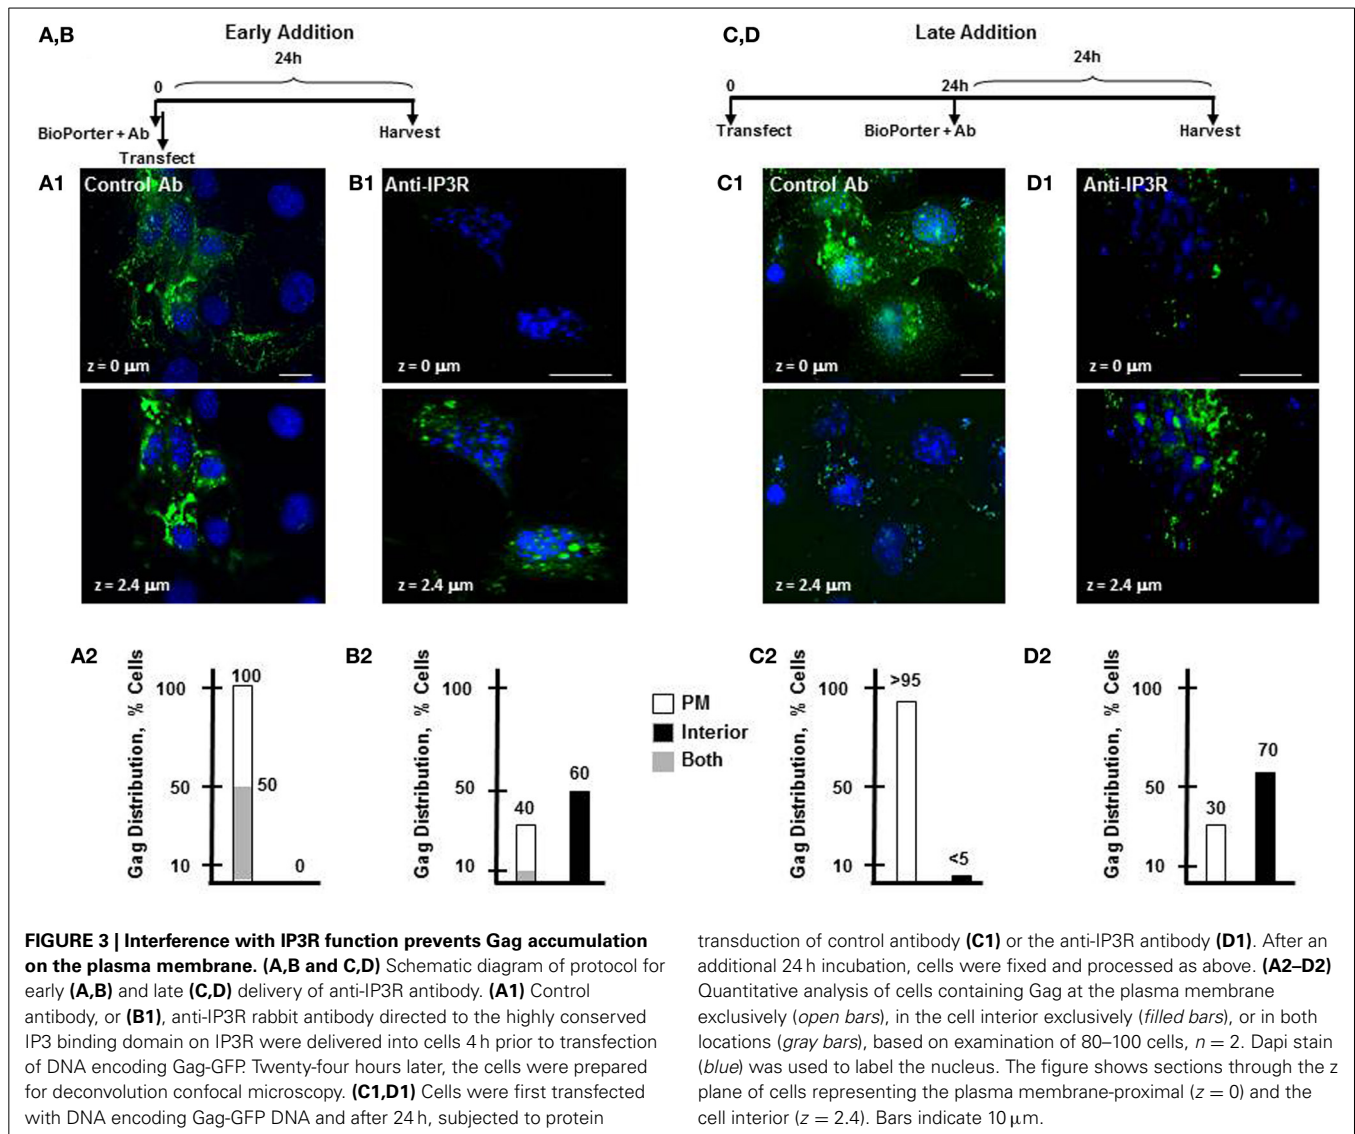 A,B
Early Addition
24h
0
BioPorter + Ab
Transfect
Harvest
C,D
Late Addition
24h
0
24h
Transfect
BioPorter + Ab
Harvest
A1
Control Ab
z = 0 μm
z = 2.4 μm
B1
Anti-IP3R
z = 0 μm
z = 2.4 μm
C1
Control Ab
z = 0 μm
z = 2.4 μm
D1
Anti-IP3R
z = 0 μm
z = 2.4 μm
A2
Gag Distribution, % Cells
100
50
10
100
50
0
B2
Gag Distribution, % Cells
100
50
10
40
60
PM
Interior
Both
C2
Gag Distribution, % Cells
100
50
10
>95
<5
D2
Gag Distribution, % Cells
100
50
10
30
70
FIGURE 3 | Interference with IP3R function prevents Gag accumulation
on the plasma membrane. (A,B and C,D) Schematic diagram of protocol for
early (A,B) and late (C,D) delivery of anti-IP3R antibody. (A1) Control
antibody, or (B1), anti-IP3R rabbit antibody directed to the highly conserved
IP3 binding domain on IP3R were delivered into cells 4 h prior to transfection
of DNA encoding Gag-GFP. Twenty-four hours later, the cells were prepared
for deconvolution confocal microscopy. (C1,D1) Cells were first transfected
with DNA encoding Gag-GFP DNA and after 24 h, subjected to protein
transduction of control antibody (C1) or the anti-IP3R antibody (D1). After an
additional 24 h incubation, cells were fixed and processed as above. (A2–D2)
Quantitative analysis of cells containing Gag at the plasma membrane
exclusively (open bars), in the cell interior exclusively (filled bars), or in both
locations (gray bars), based on examination of 80–100 cells, n = 2. Dapi stain
(blue) was used to label the nucleus. The figure shows sections through the z
plane of cells representing the plasma membrane-proximal (z = 0) and the
cell interior (z = 2.4). Bars indicate 10 μm.